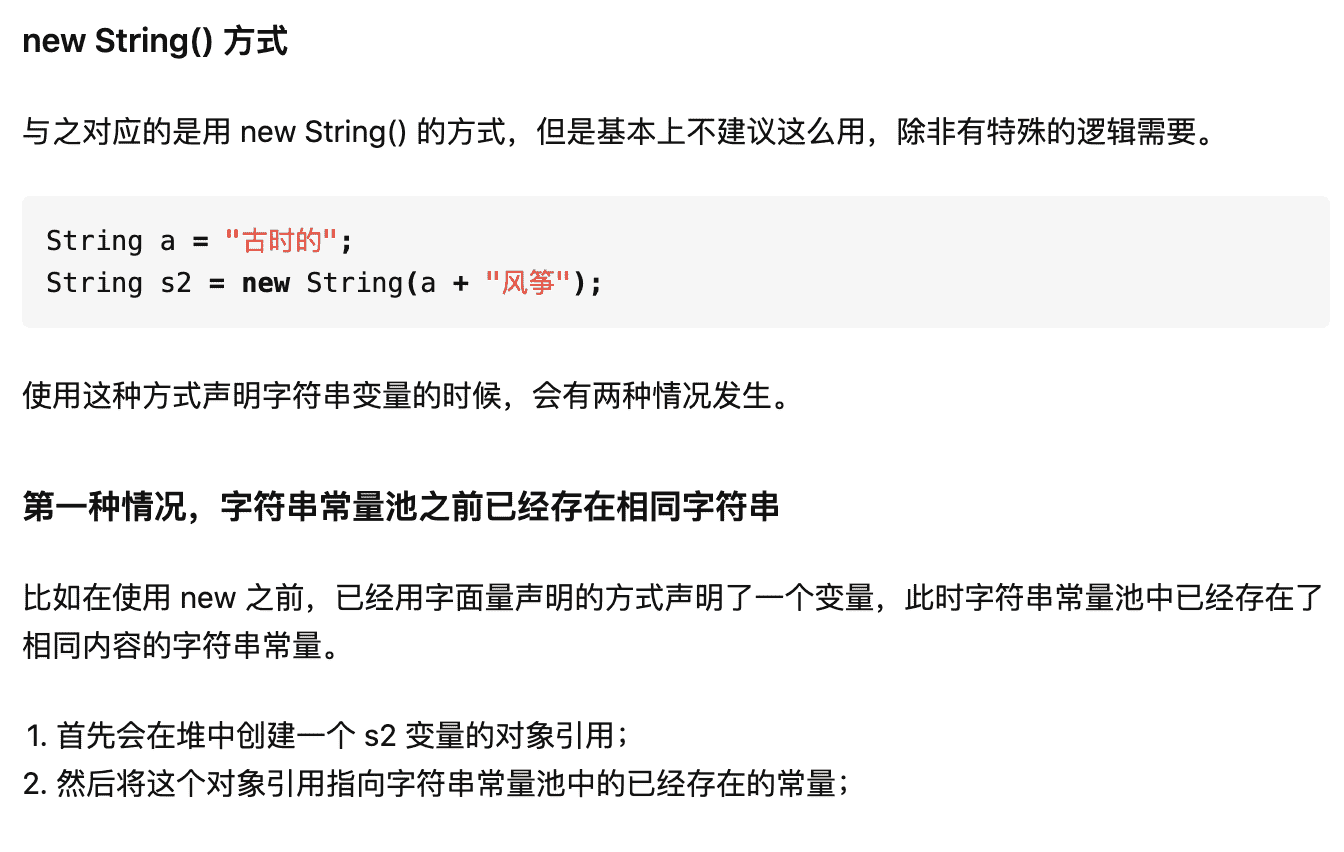 new String() 方式
与之对应的是用 new String() 的方式，但是基本上不建议这么用，除非有特殊的逻辑需要。
String a = "古时的";
String s2 = new String(a + "风筝");
使用这种方式声明字符串变量的时候，会有两种情况发生。
第一种情况，字符串常量池之前已经存在相同字符串
比如在使用 new 之前，已经用字面量声明的方式声明了一个变量，此时字符串常量池中已经存在了
相同内容的字符串常量。
1. 首先会在堆中创建一个 s2 变量的对象引用；
2. 然后将这个对象引用指向字符串常量池中的已经存在的常量；